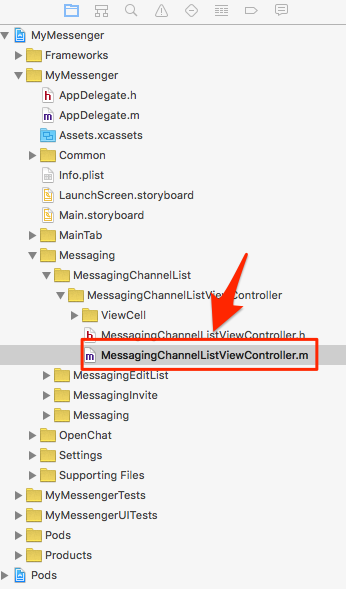 MyMessenger
Frameworks
MyMessenger
AppDelegate.h
AppDelegate.m
Assets.xcassets
Common
Info.plist
LaunchScreen.storyboard
Main.storyboard
MainTab
Messaging
MessagingChannelList
MessagingChannelListViewController
ViewCell
MessagingChannelListViewController.h
MessagingChannelListViewController.m
MessagingEditList
MessagingInvite
Messaging
OpenChat
Settings
Supporting Files
MyMessengerTests
MyMessengerUITests
Pods
Products
Pods